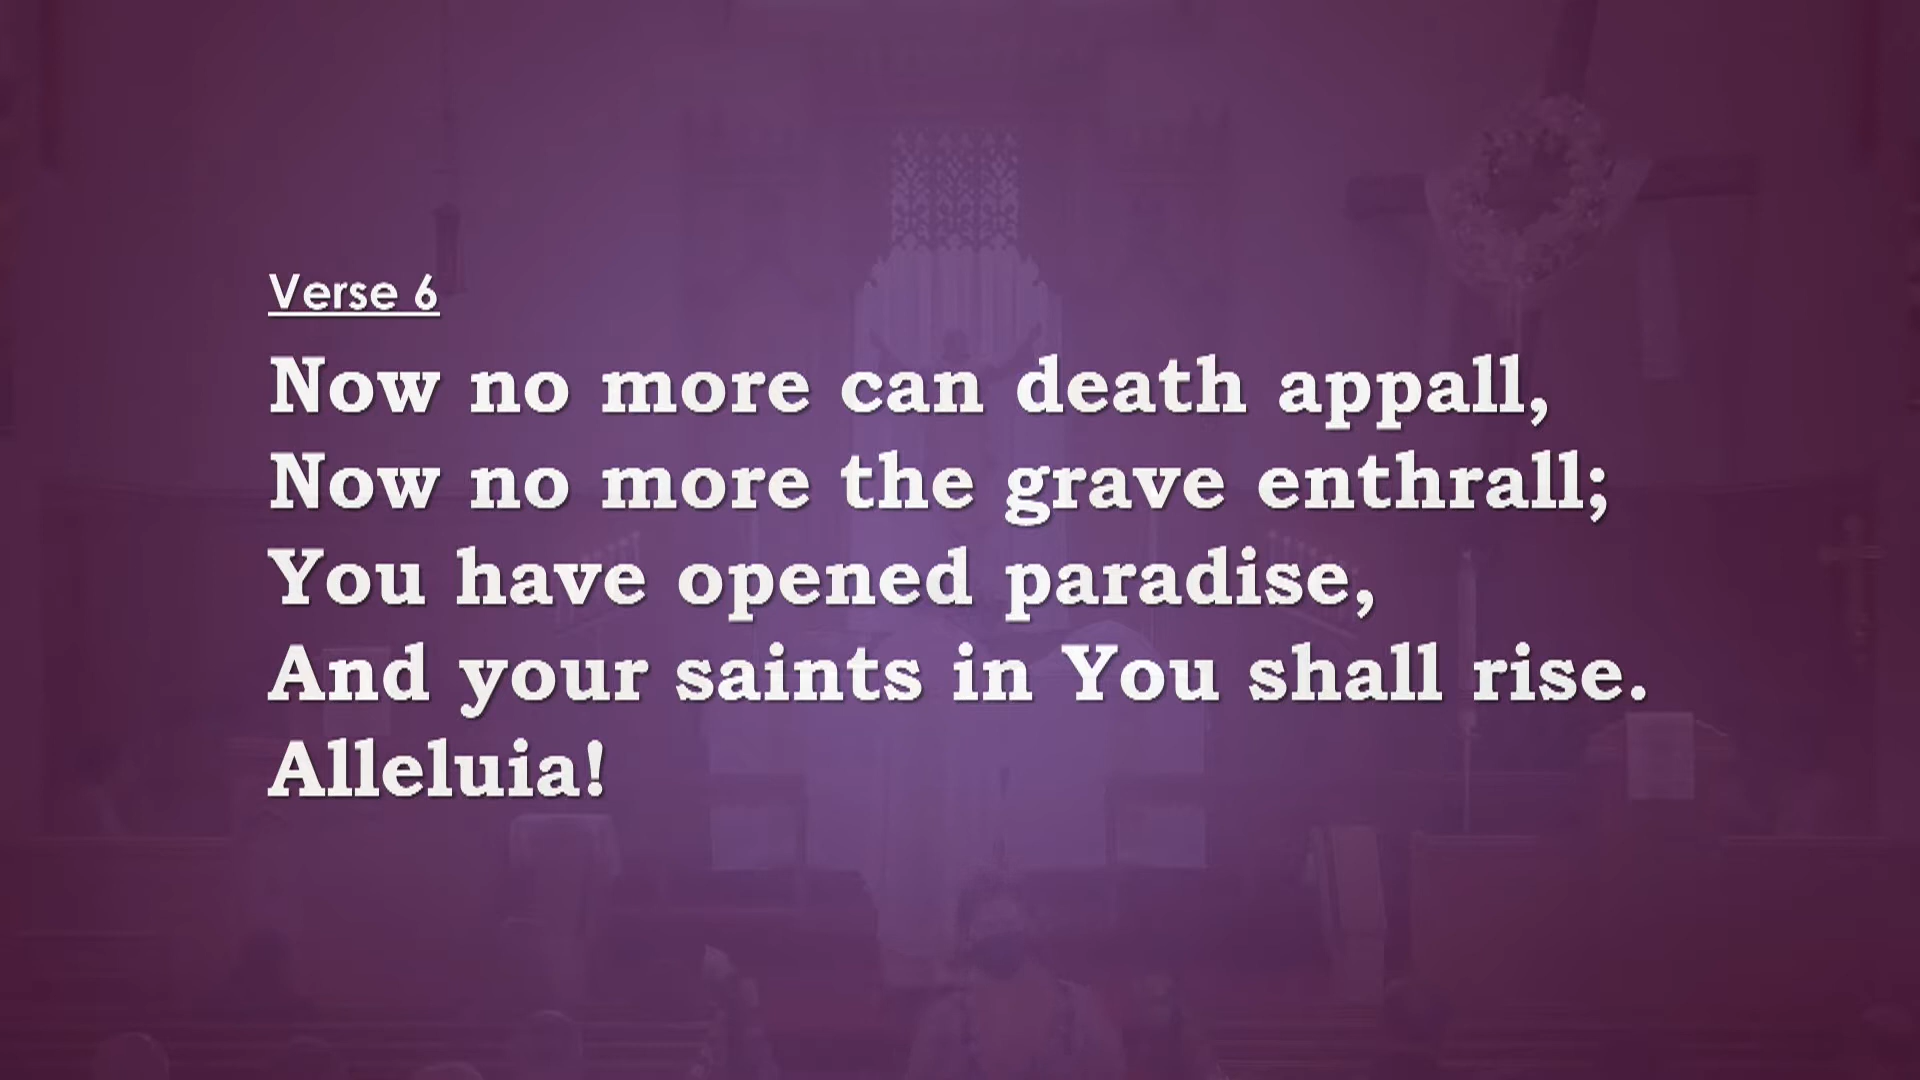 Verse 6
Now no more can death appall,
Now no more the grave enthrall;
You have opened paradise,
And your saints in You shall rise.
Alleluia!